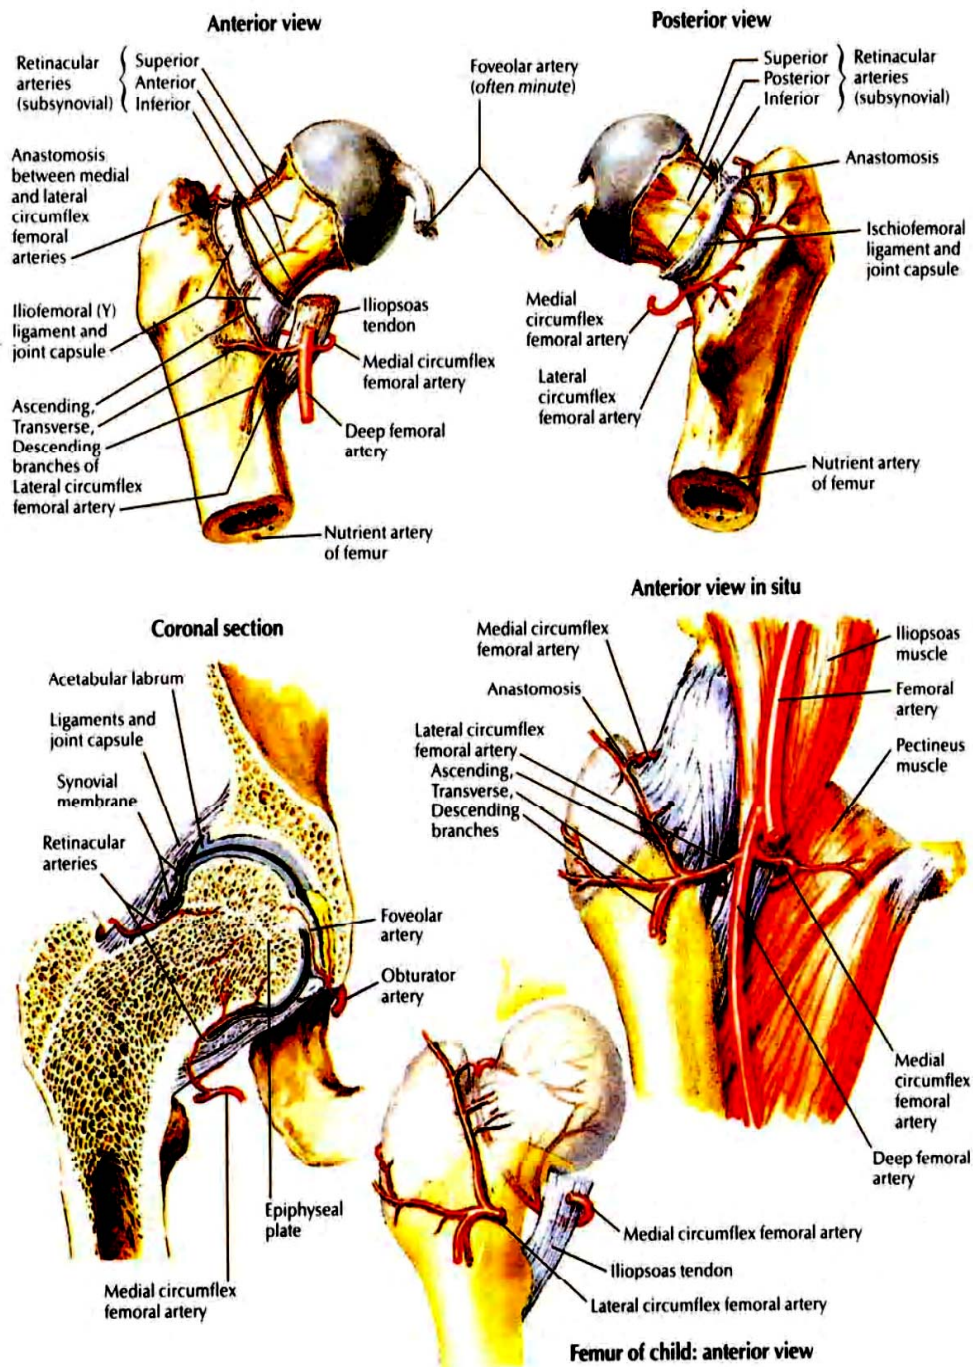 Anterior view
Posterior view
Retinacular
arteries
(subsynovial)
Superior
Anterior
Inferior
Foveolar artery
(often minute)
Superior
Posterior
Inferior
Retinacular
arteries
(subsynovial)
Anastomosis
between medial
and lateral
circumflex
femoral
arteries
Anastomosis
Ischiofemoral
ligament and
joint capsule
Iliofemoral (Y)
ligament and
joint capsule
Iliopsoas
tendon
Medial circumflex
femoral artery
Medial
circumflex
femoral artery
Lateral
circumflex
femoral artery
Ascending,
Transverse,
Descending
branches of
Lateral circumflex
femoral artery
Deep femoral
artery
Nutrient artery
of femur
Nutrient artery
of femur
Coronal section
Anterior view in situ
Acetabular labrum
Ligaments and
joint capsule
Synovial
membrane
Retinacular
arteries
Medial circumflex
femoral artery
Anastomosis
Lateral circumflex
femoral artery
Ascending,
Transverse,
Descending
branches
Iliopsoas
muscle
Femoral
artery
Pectineus
muscle
Foveolar
artery
Obturator
artery
Medial
circumflex
femoral
artery
Deep femoral
artery
Epiphyseal
plate
Medial circumflex
femoral artery
Medial circumflex femoral artery
Iliopsoas tendon
Lateral circumflex femoral artery
Femur of child: anterior view